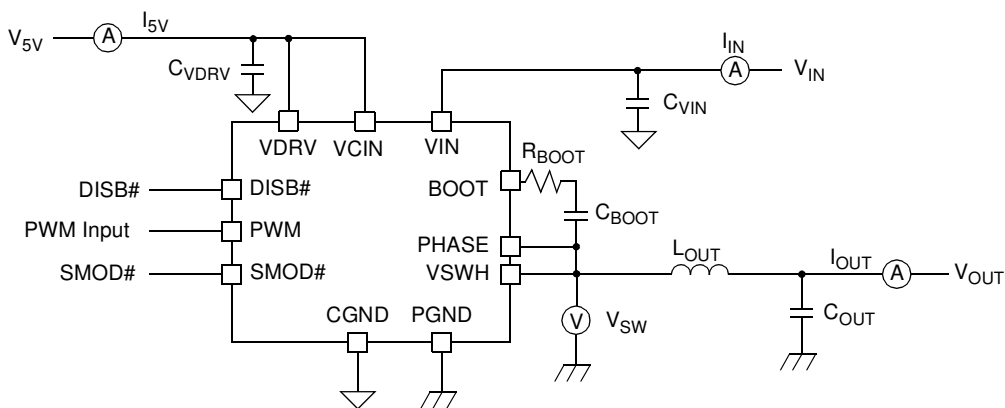 V5V
A
I5V
IIN
A
VIN
CVDRV
CVIN
VDRV
VCIN
VIN
RBOOT
BOOT
DISB#
DISB#
CBOOT
PWM Input
PWM
PHASE
LOUT
SMOD#
SMOD#
VSWH
IOUT
A
VOUT
CGND
PGND
V
VSW
COUT